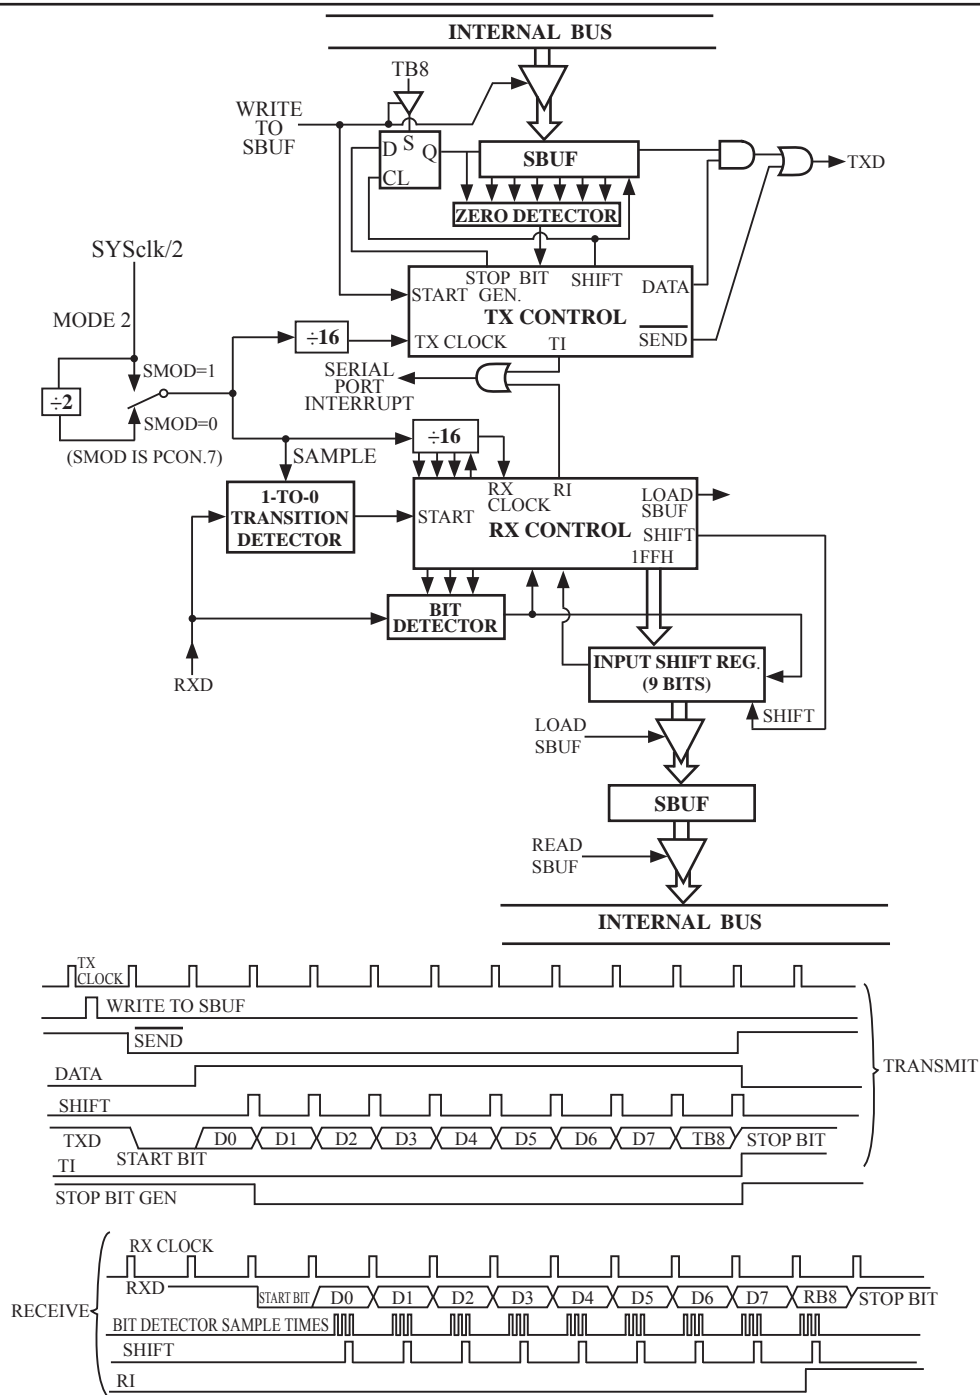 INTERNAL BUS
TB8
WRITE
TO
SBUF
D S Q
CL
SBUF
TXD
ZERO DETECTOR
SYSclk/2
STOP BIT SHIFT
GEN.
START
DATA
TX CONTROL
MODE 2
÷16
TX CLOCK
TI
SEND
SMOD=1
SERIAL
PORT
INTERRUPT
÷2
SMOD=0
(SMOD IS PCON.7)
SAMPLE
÷16
1-TO-0
TRANSITION
DETECTOR
RX
CLOCK
RI
LOAD
SBUF
START
RX CONTROL
SHIFT
1FFH
BIT
DETECTOR
RXD
INPUT SHIFT REG.
(9 BITS)
SHIFT
LOAD
SBUF
SBUF
READ
SBUF
INTERNAL BUS
TX
CLOCK
WRITE TO SBUF
SEND
DATA
TRANSMIT
SHIFT
TXD START BIT D0 D1 D2 D3 D4 D5 D6 D7 TB8 STOP BIT
TI
STOP BIT GEN
RX CLOCK
RXD START BIT D0 D1 D2 D3 D4 D5 D6 D7 RB8 STOP BIT
RECEIVE
BIT DETECTOR SAMPLE TIMES
SHIFT
RI